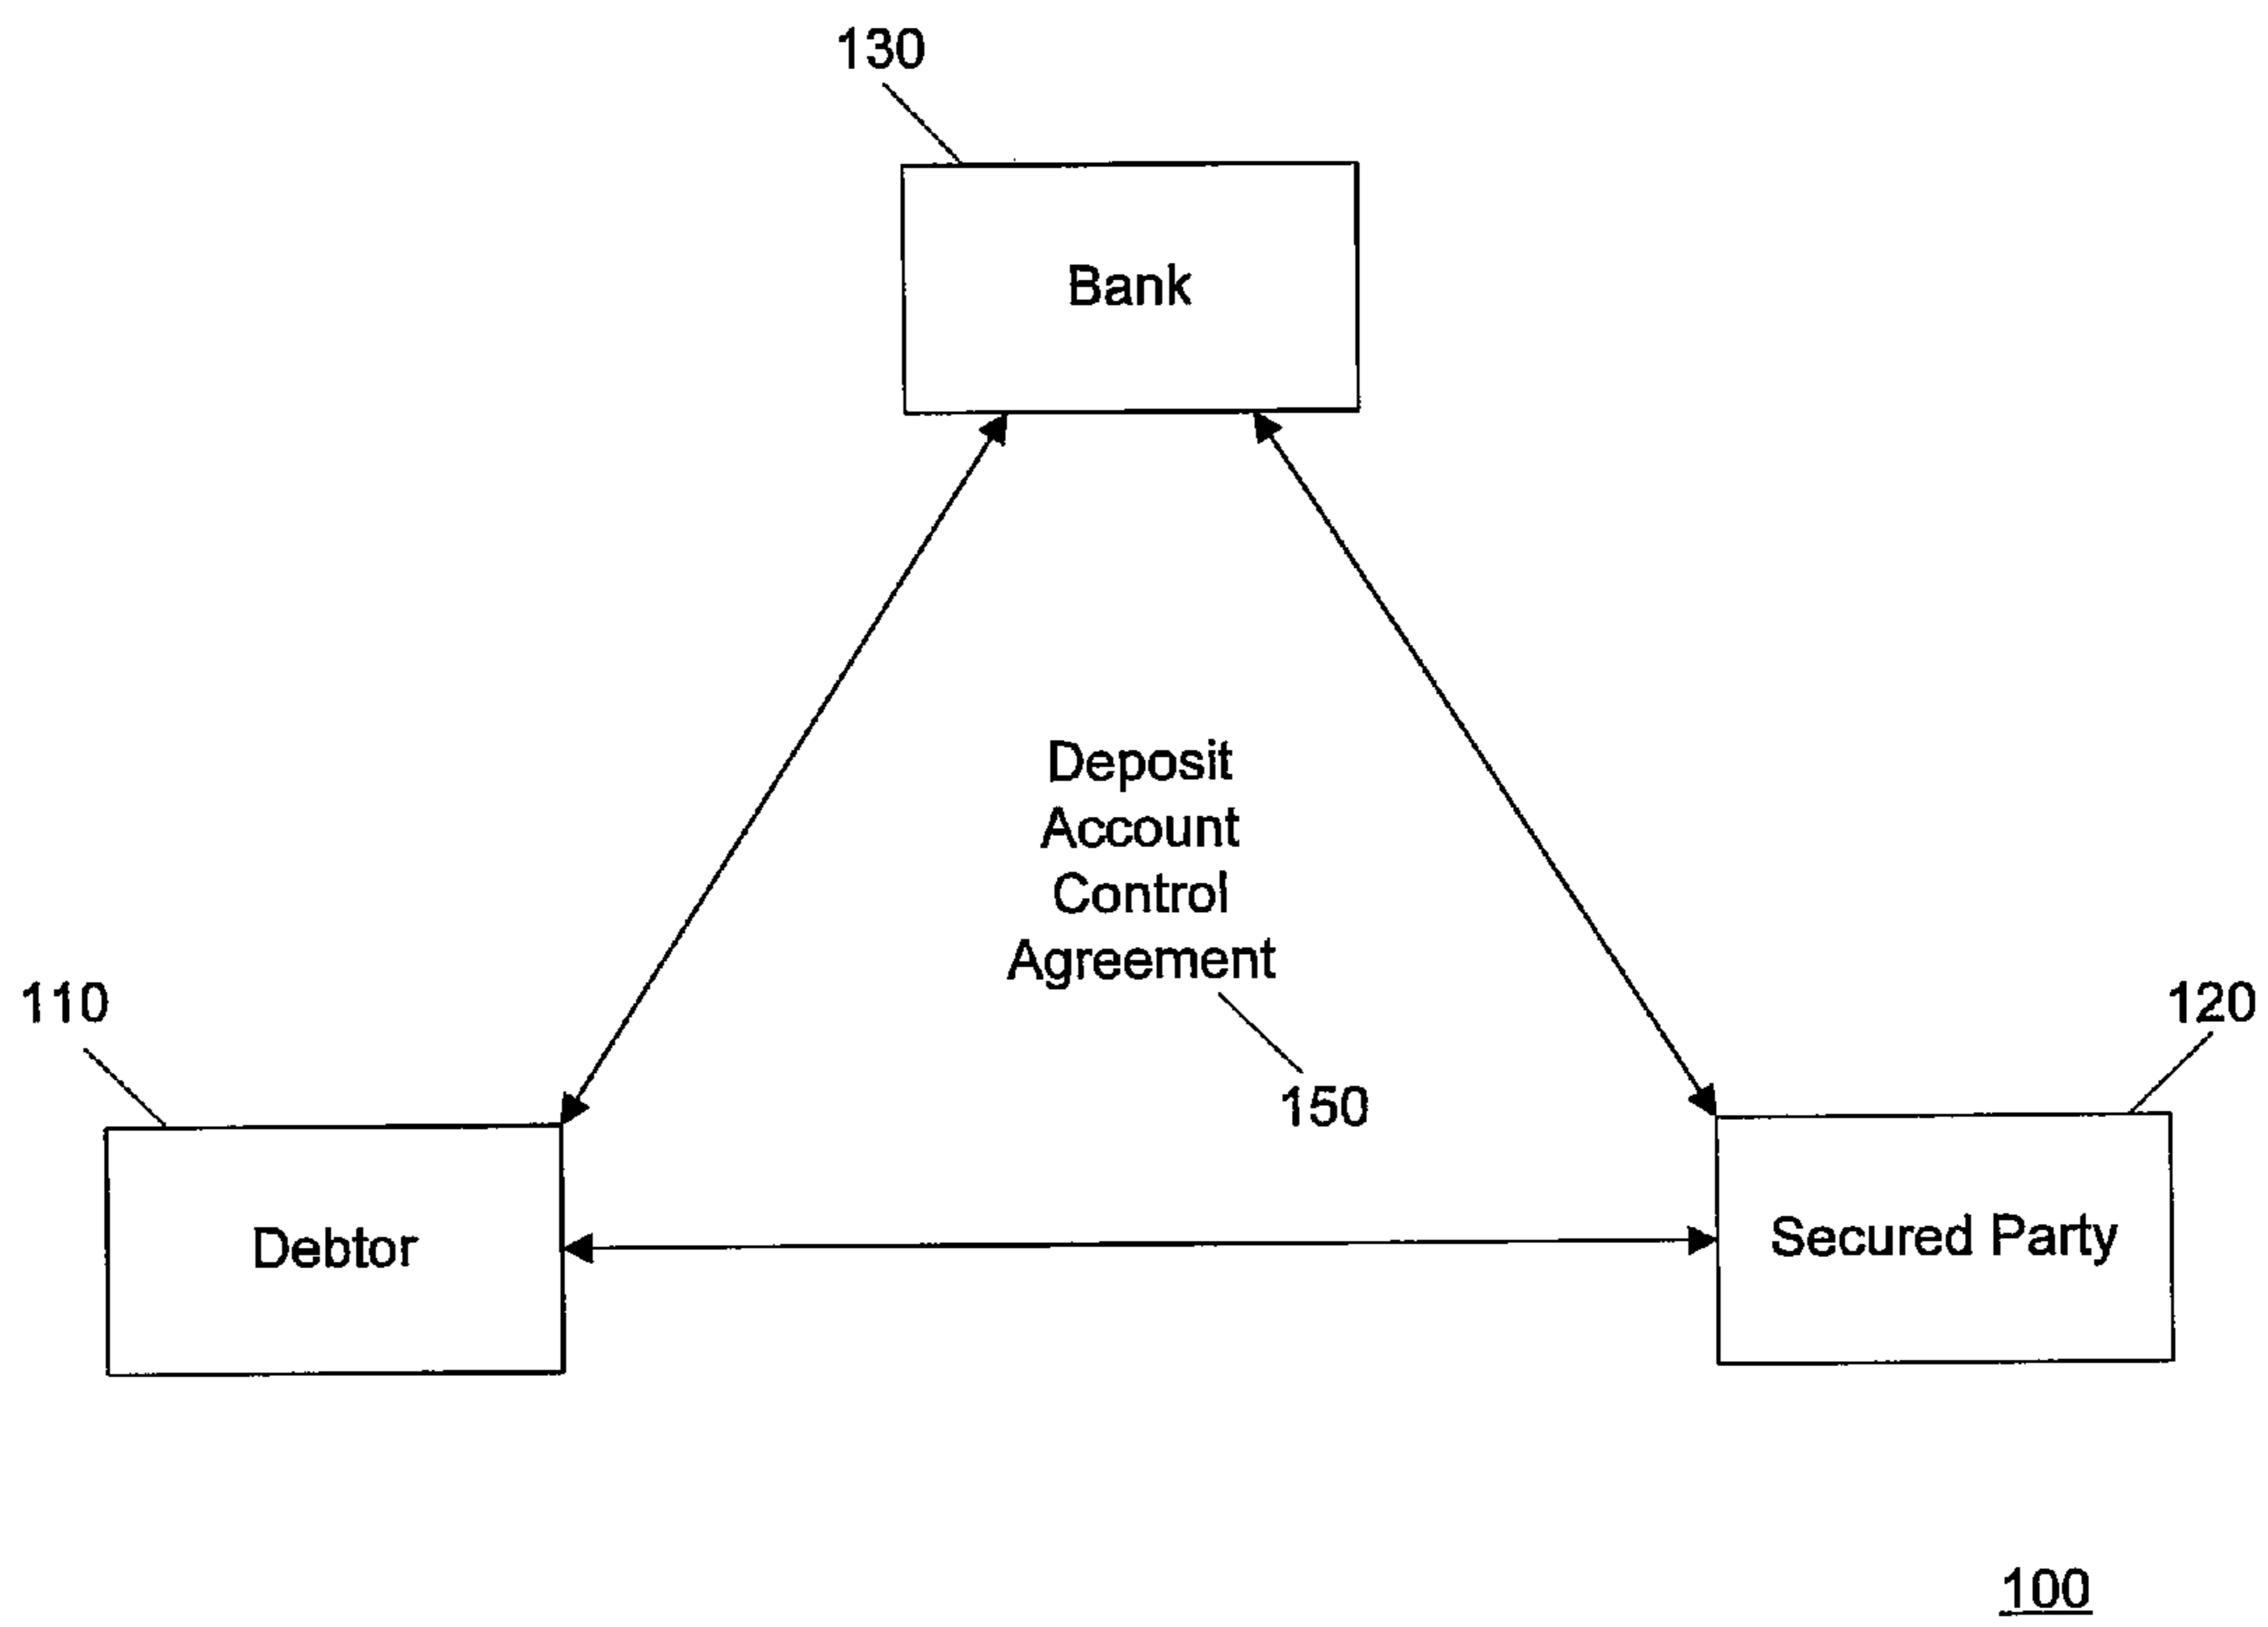 130
Bank
Deposit
Account
Control
Agreement
110
120
150
Debtor
Secured Party
100